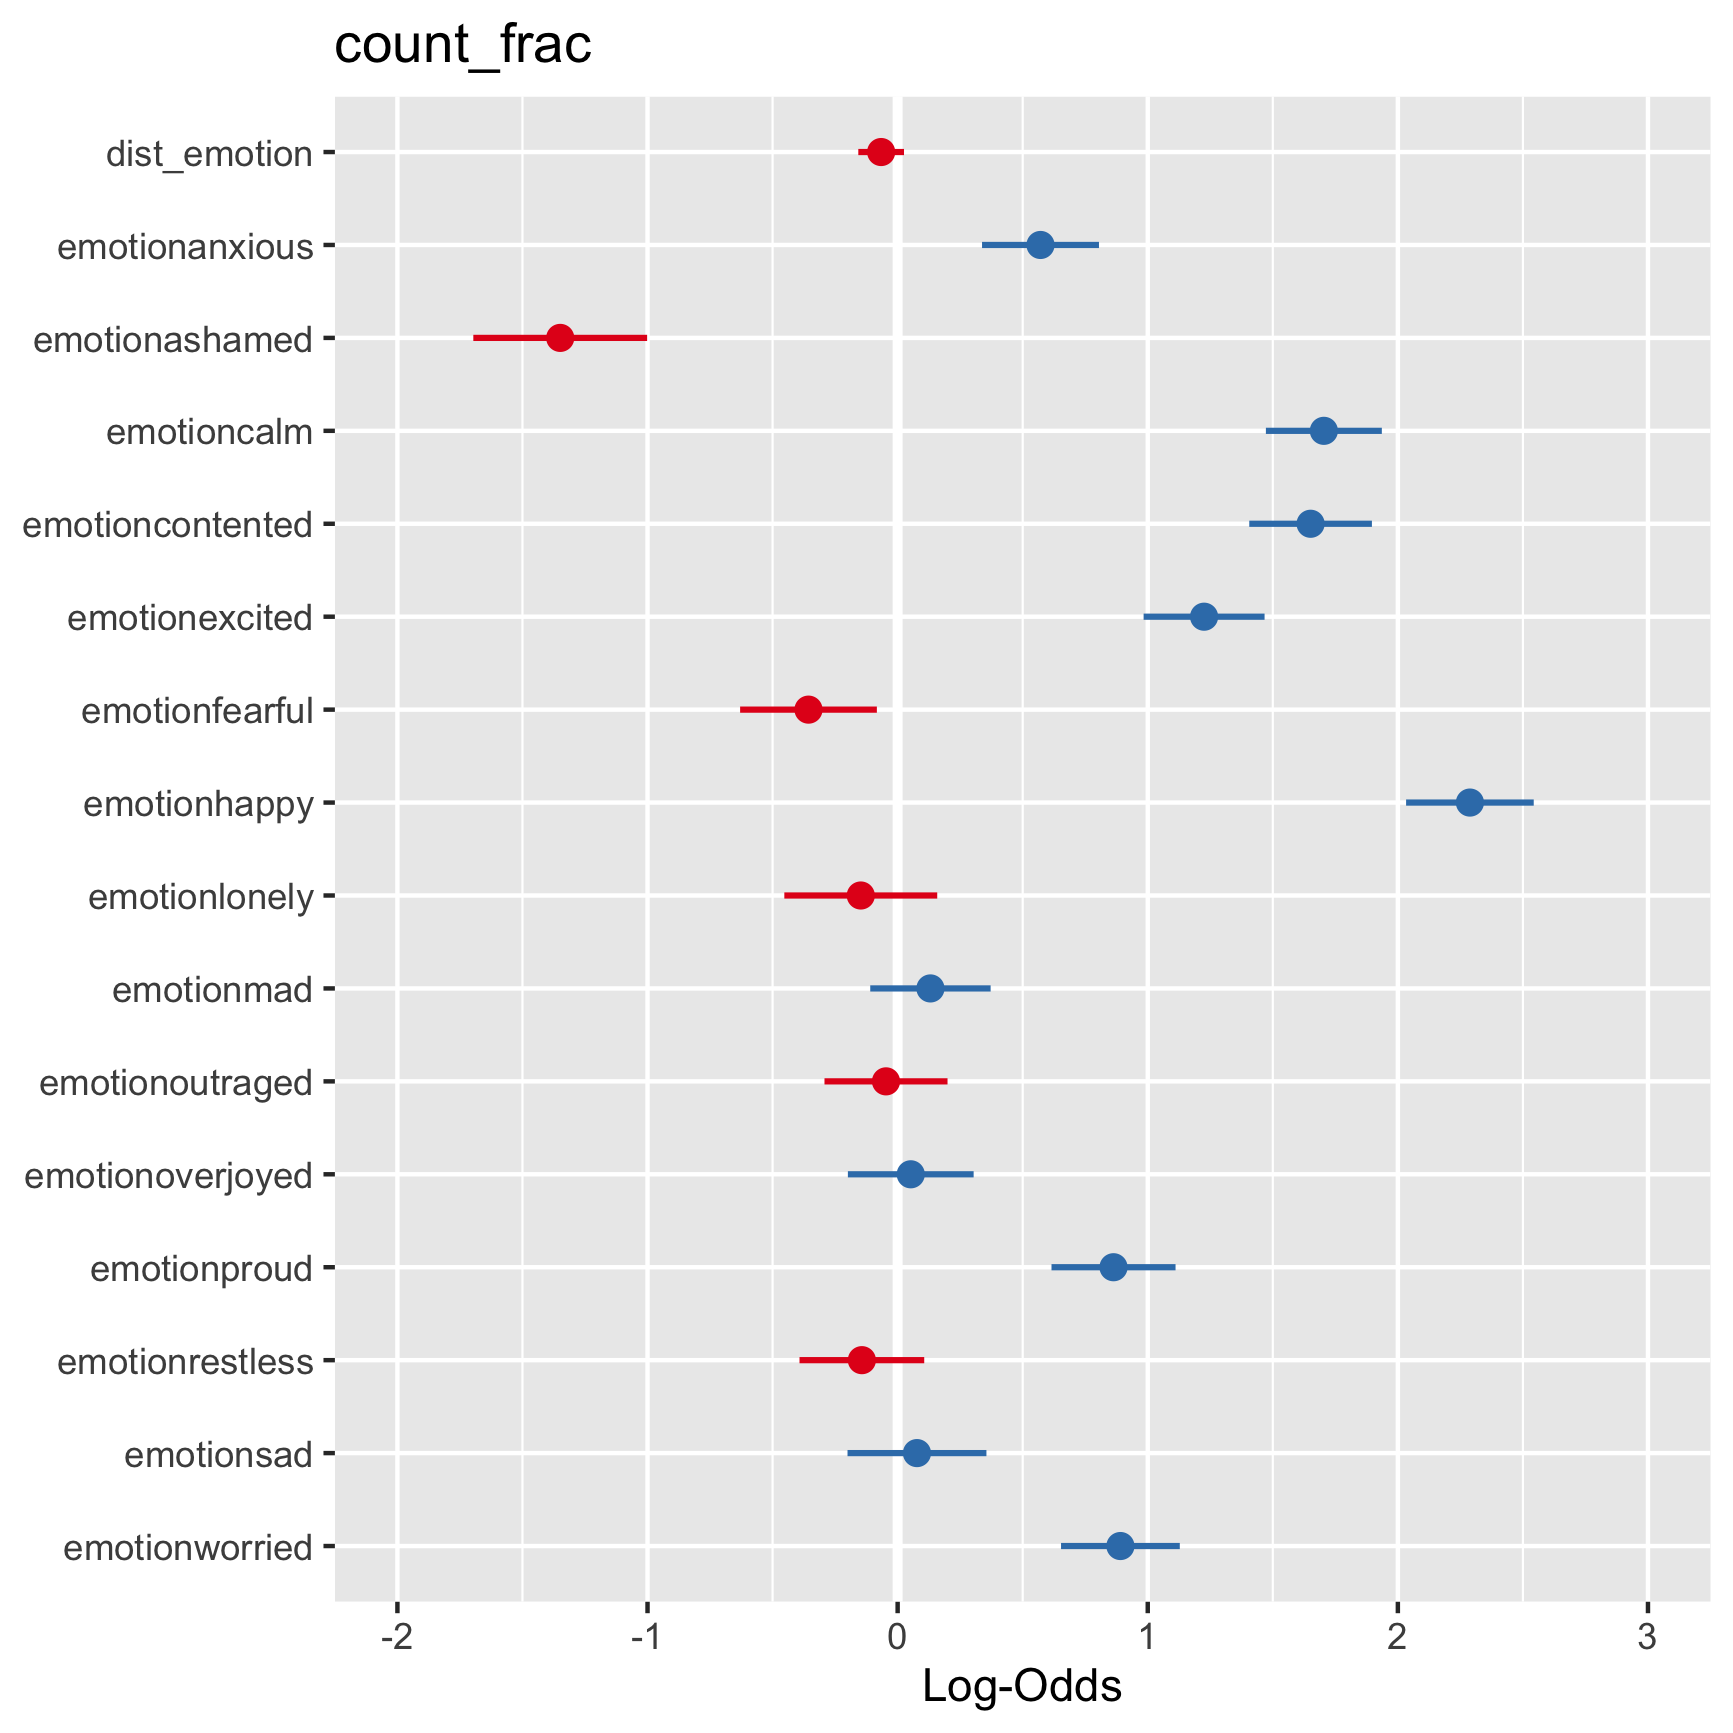 count_frac
dist_emotion
emotionanxious
emotionashamed
emotioncalm
emotioncontented
emotionexcited
emotionfearful
emotionhappy
emotionlonely
emotionmad
emotionoutraged
emotionoverjoyed
emotionproud
emotionrestless
emotionsad
emotionworried
-2 -1 0 1 2 3
Log-Odds